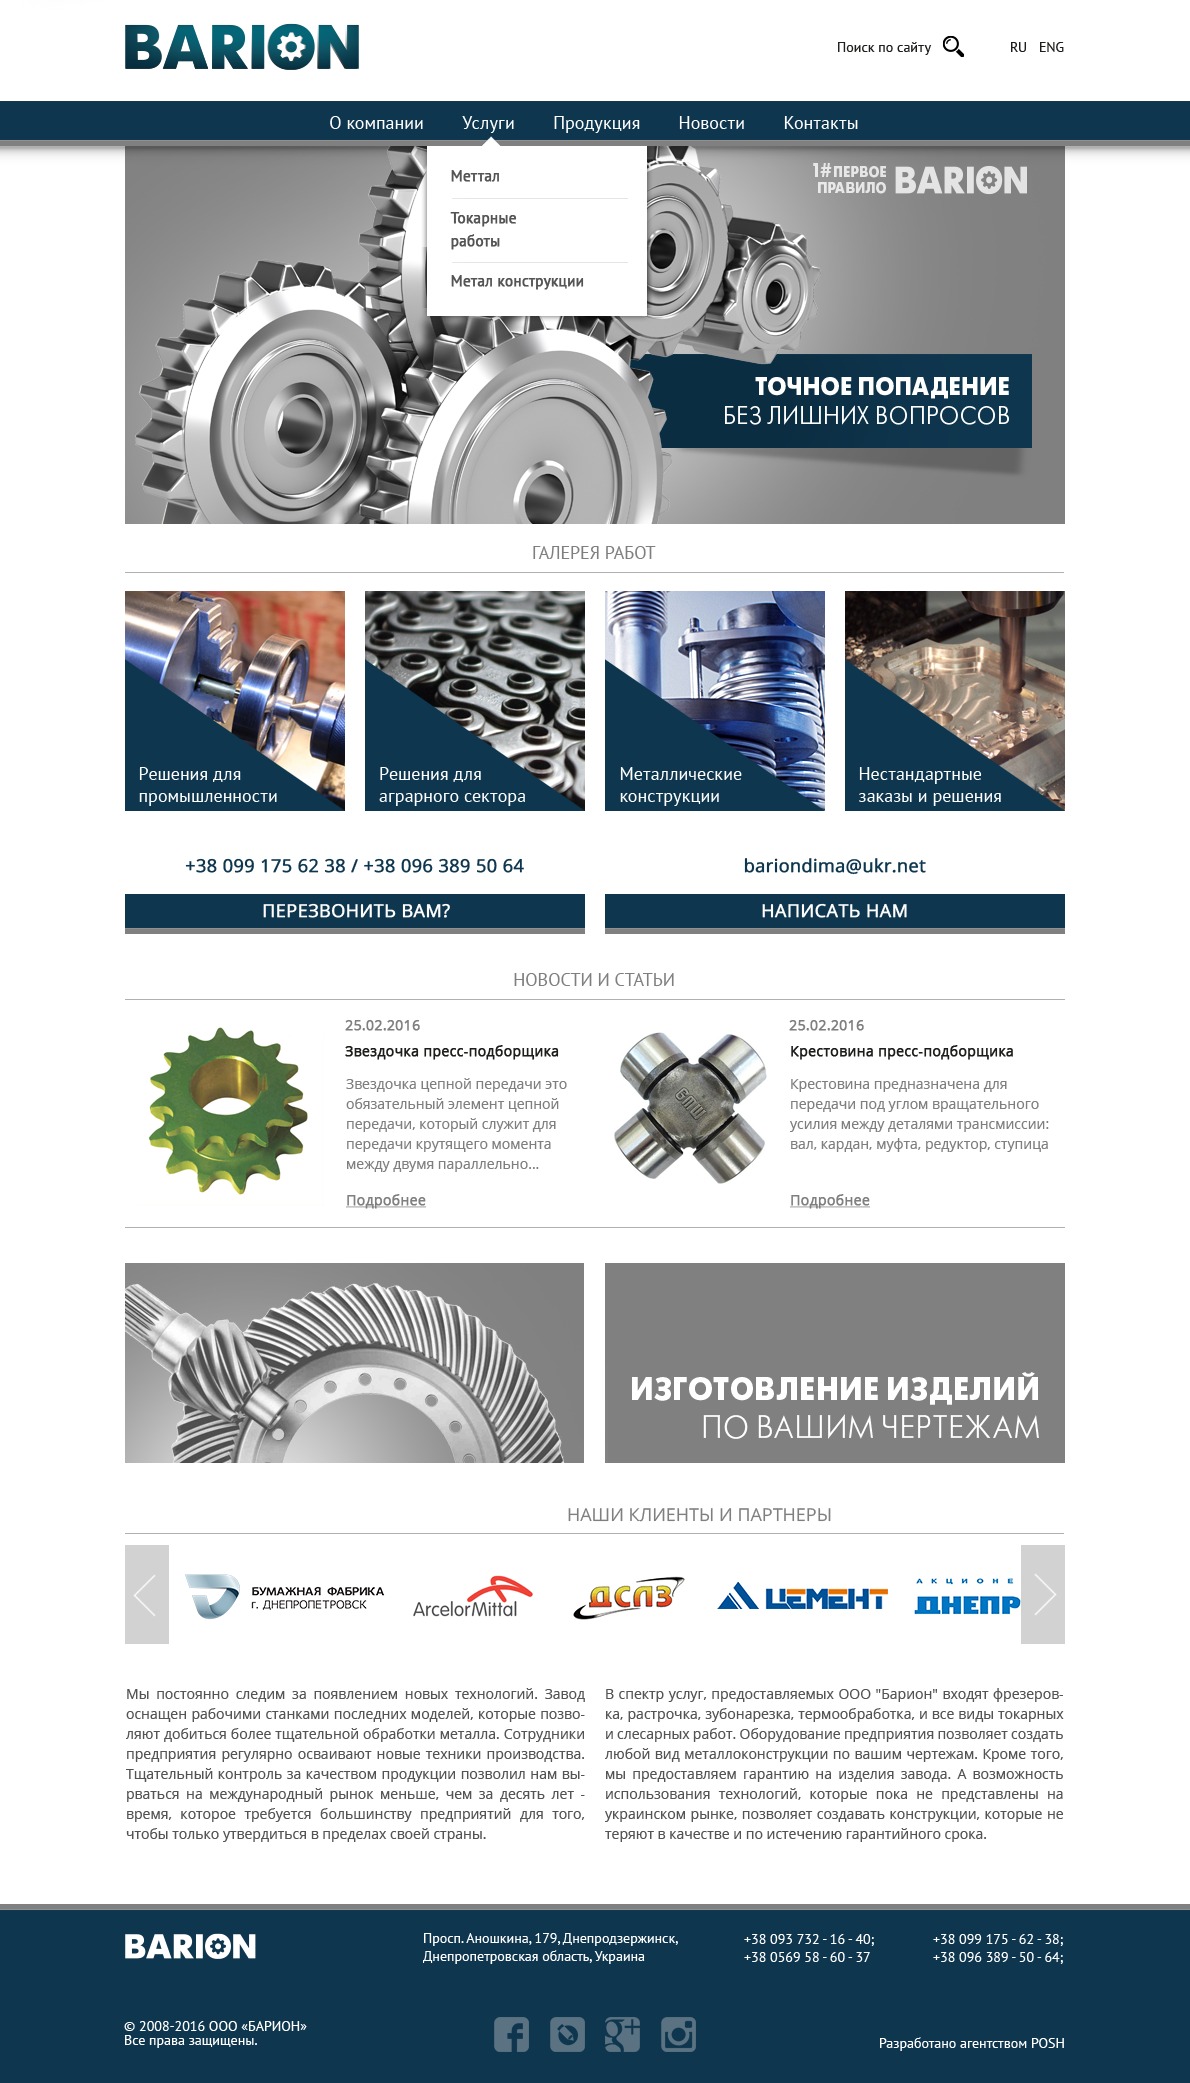 BARION
Поиск по сайту
RU ENG
О компании Услуги Продукция Новости Контакты
Меттал
Токарные
работы
Метал конструкции
1#ПЕРВОЕ
ПРАВИЛО
BARION
ТОЧНОЕ ПОПАДЕНИЕ
БЕЗ ЛИШНИХ ВОПРОСОВ
ГАЛЕРЕЯ РАБОТ
Решения для
промышленности
Решения для
аграрного сектора
Металлические
конструкции
Нестандартные
заказы и решения
+38 099 175 62 38 / +38 096 389 50 64
ПЕРЕЗВОНИТЬ ВАМ?
bariondima@ukr.net
НАПИСАТЬ НАМ
НОВОСТИ И СТАТЬИ
25.02.2016
Звездочка пресс-подборщика
Звездочка цепной передачи это
обязательный элемент цепной
передачи, который служит для
передачи крутящего момента
между двумя параллельно...
Подробнее
БПШ
25.02.2016
Крестовина пресс-подборщика
Крестовина предназначена для
передачи под углом вращательного
усилия между деталями трансмиссии:
вал, кардан, муфта, редуктор, ступица
Подробнее
ИЗГОТОВЛЕНИЕ ИЗДЕЛИЙ
ПО ВАШИМ ЧЕРТЕЖАМ
НАШИ КЛИЕНТЫ И ПАРТНЕРЫ
БУМАЖНАЯ ФАБРИКА
г. ДНЕПРОПЕТРОВСК
ArcelorMittal
ДСПЗ
ЦЕМЕНТ
АКЦИОНЕ
ДНЕПР
Мы постоянно следим за появлением новых технологий. Завод
оснащен рабочими станками последних моделей, которые позво-
ляют добиться более тщательной обработки металла. Сотрудники
предприятия регулярно осваивают новые техники производства.
Тщательный контроль за качеством продукции позволил нам вы-
рваться на международный рынок меньше, чем за десять лет -
время, которое требуется большинству предприятий для того,
чтобы только утвердиться в пределах своей страны.
В спектр услуг, предоставляемых ООО "Барион" входят фрезеров-
ка, расточка, зубонарезка, термообработка, и все виды токарных
и слесарных работ. Оборудование предприятия позволяет создать
любой вид металлоконструкции по вашим чертежам. Кроме того,
мы предоставляем гарантию на изделия завода. А возможность
использования технологий, которые пока не представлены на
украинском рынке, позволяет создавать конструкции, которые не
теряют в качестве и по истечению гарантийного срока.
BARION
Просп. Аношкина, 179, Днепродзержинск,
Днепропетровская область, Украина
+38 093 732 - 16 - 40;
+38 0569 58 - 60 - 37
+38 099 175 - 62 - 38;
+38 096 389 - 50 - 64;
© 2008-2016 ООО «БАРИОН»
Все права защищены.
Разработано агентством POSH